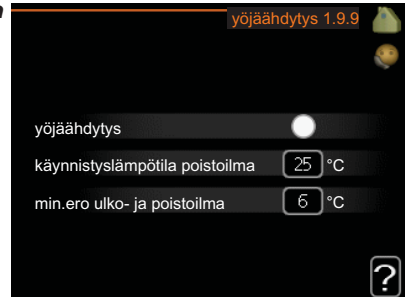 yöjäähdytys 1.9.9
yöjäähdytys
käynnistyslämpötila poistoilma 25 °C
min.ero ulko- ja poistoilma 6 °C
?